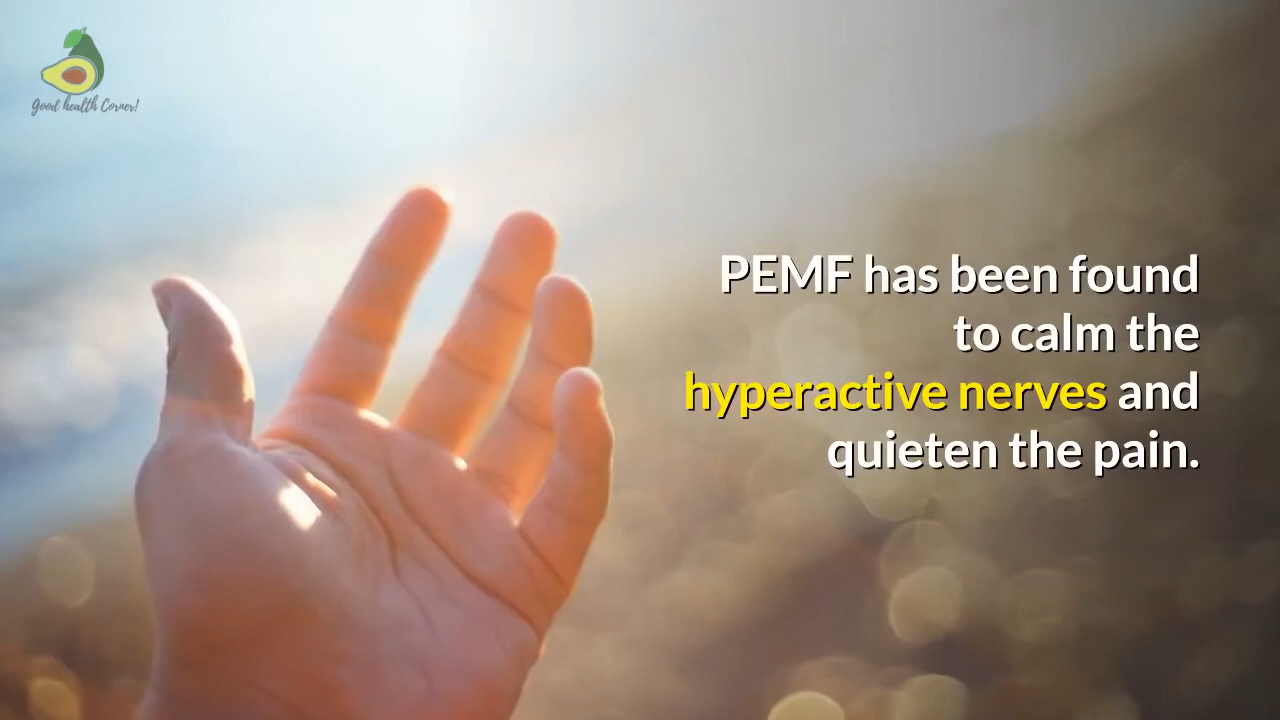 Good health Corner!
PEMF has been found
to calm the
hyperactive nerves and
quieten the pain.